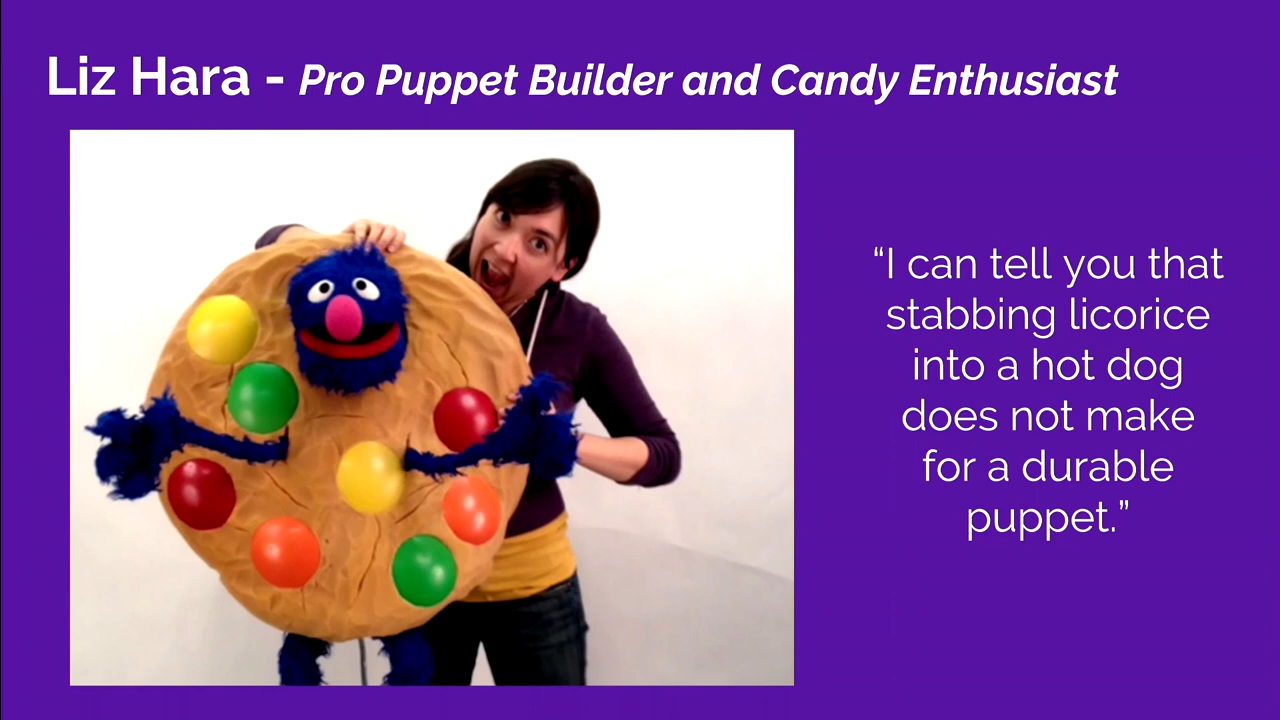 Liz Hara - Pro Puppet Builder and Candy Enthusiast
“I can tell you that
stabbing licorice
into a hot dog
does not make
for a durable
puppet.”